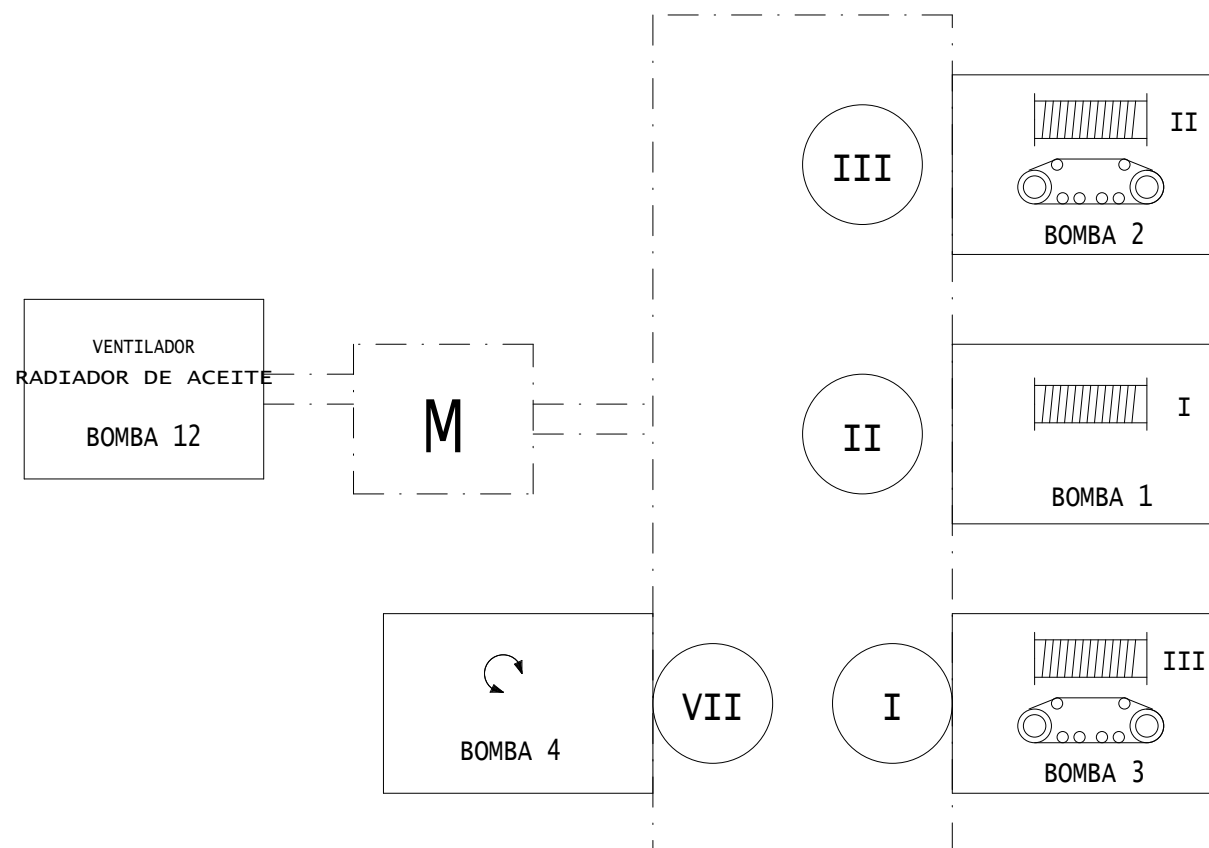 III
II
BOMBA 2
VENTILADOR
RADIADOR DE ACEITE
BOMBA 12
M
II
I
BOMBA 1
BOMBA 4
VII
I
III
BOMBA 3